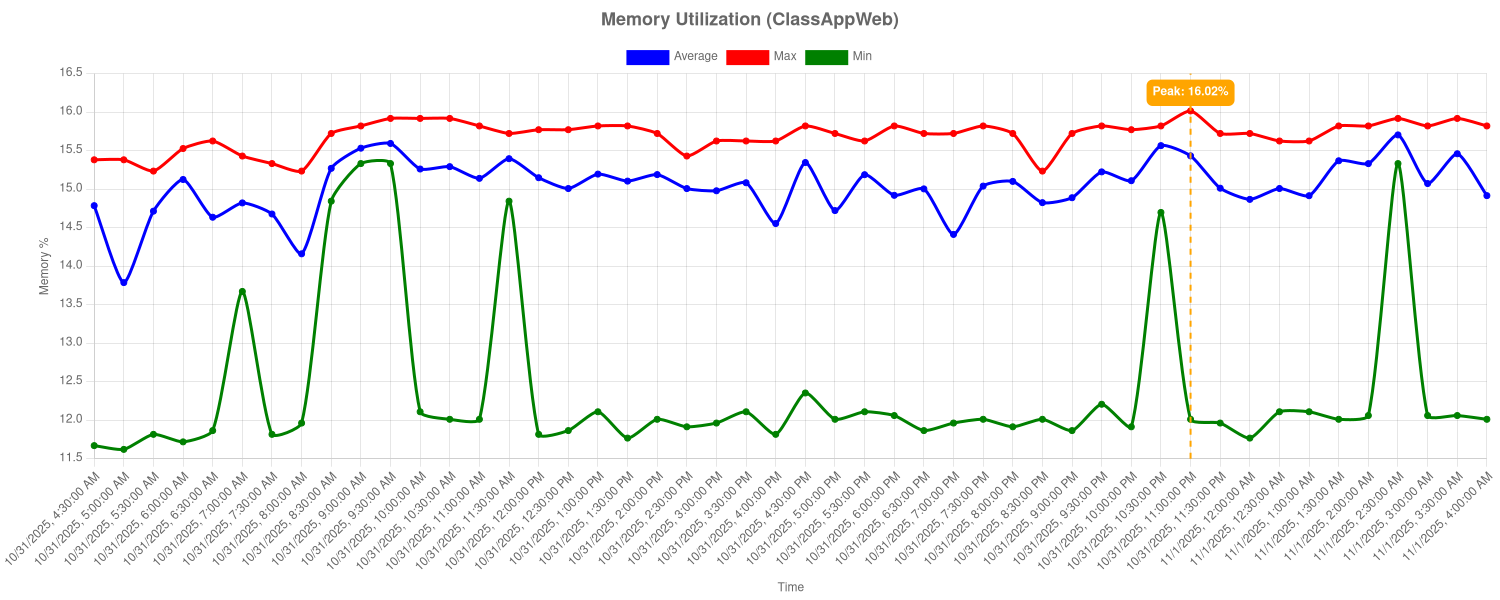 Memory Utilization (ClassAppWeb)
Average Max Min
Peak: 16.02%
16.5
16.0
15.5
15.0
14.5
14.0
13.5
13.0
12.5
12.0
11.5
Memory %
10/31/2025, 4:30:00 AM
10/31/2025, 5:00:00 AM
10/31/2025, 5:30:00 AM
10/31/2025, 6:00:00 AM
10/31/2025, 6:30:00 AM
10/31/2025, 7:00:00 AM
10/31/2025, 7:30:00 AM
10/31/2025, 8:00:00 AM
10/31/2025, 8:30:00 AM
10/31/2025, 9:00:00 AM
10/31/2025, 9:30:00 AM
10/31/2025, 10:00:00 AM
10/31/2025, 10:30:00 AM
10/31/2025, 11:00:00 AM
10/31/2025, 11:30:00 AM
10/31/2025, 12:00:00 PM
10/31/2025, 12:30:00 PM
10/31/2025, 1:00:00 PM
10/31/2025, 1:30:00 PM
10/31/2025, 2:00:00 PM
10/31/2025, 2:30:00 PM
10/31/2025, 3:00:00 PM
10/31/2025, 3:30:00 PM
10/31/2025, 4:00:00 PM
10/31/2025, 4:30:00 PM
10/31/2025, 5:00:00 PM
10/31/2025, 5:30:00 PM
10/31/2025, 6:00:00 PM
10/31/2025, 6:30:00 PM
10/31/2025, 7:00:00 PM
10/31/2025, 7:30:00 PM
10/31/2025, 8:00:00 PM
10/31/2025, 8:30:00 PM
10/31/2025, 9:00:00 PM
10/31/2025, 9:30:00 PM
10/31/2025, 10:00:00 PM
10/31/2025, 10:30:00 PM
10/31/2025, 11:00:00 PM
10/31/2025, 11:30:00 PM
11/1/2025, 12:00:00 AM
11/1/2025, 12:30:00 AM
11/1/2025, 1:00:00 AM
11/1/2025, 1:30:00 AM
11/1/2025, 2:00:00 AM
11/1/2025, 2:30:00 AM
11/1/2025, 3:00:00 AM
11/1/2025, 3:30:00 AM
11/1/2025, 4:00:00 AM
Time